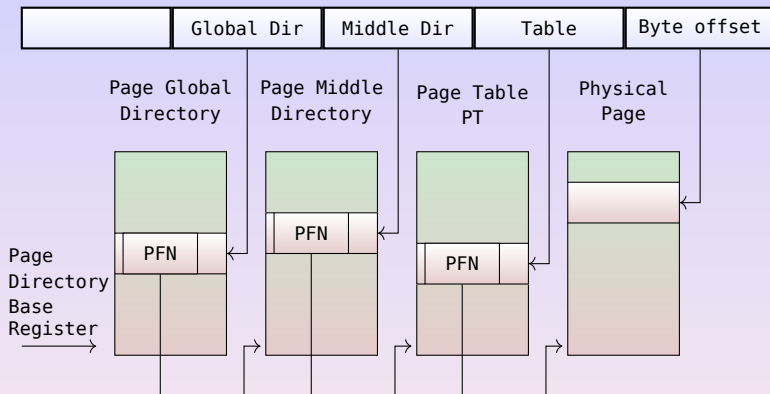 Global Dir
Middle Dir
Table
Byte offset
Page Global
Directory
Page Middle
Directory
Page Table
PT
Physical
Page
PFN
PFN
PFN
Page
Directory
Base
Register